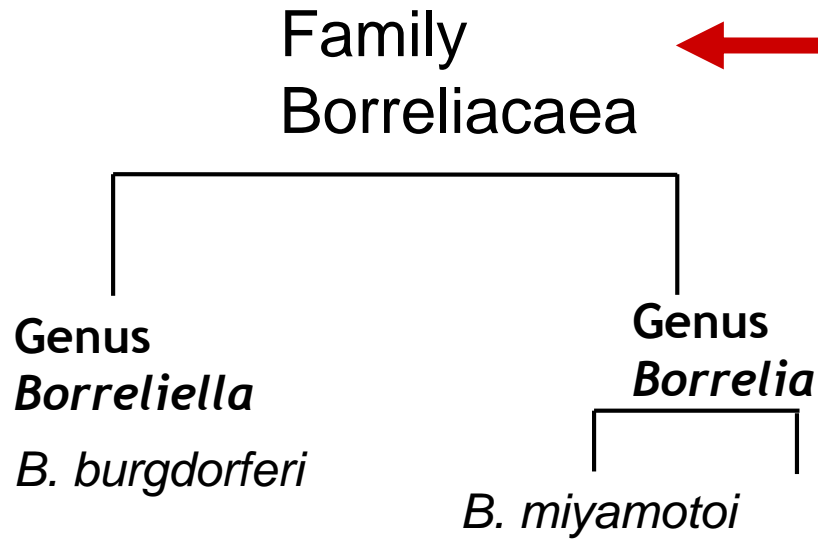 Family
Borreliacaea
Genus
Borreliella
B. burgdorferi
Genus
Borrelia
B. miyamotoi